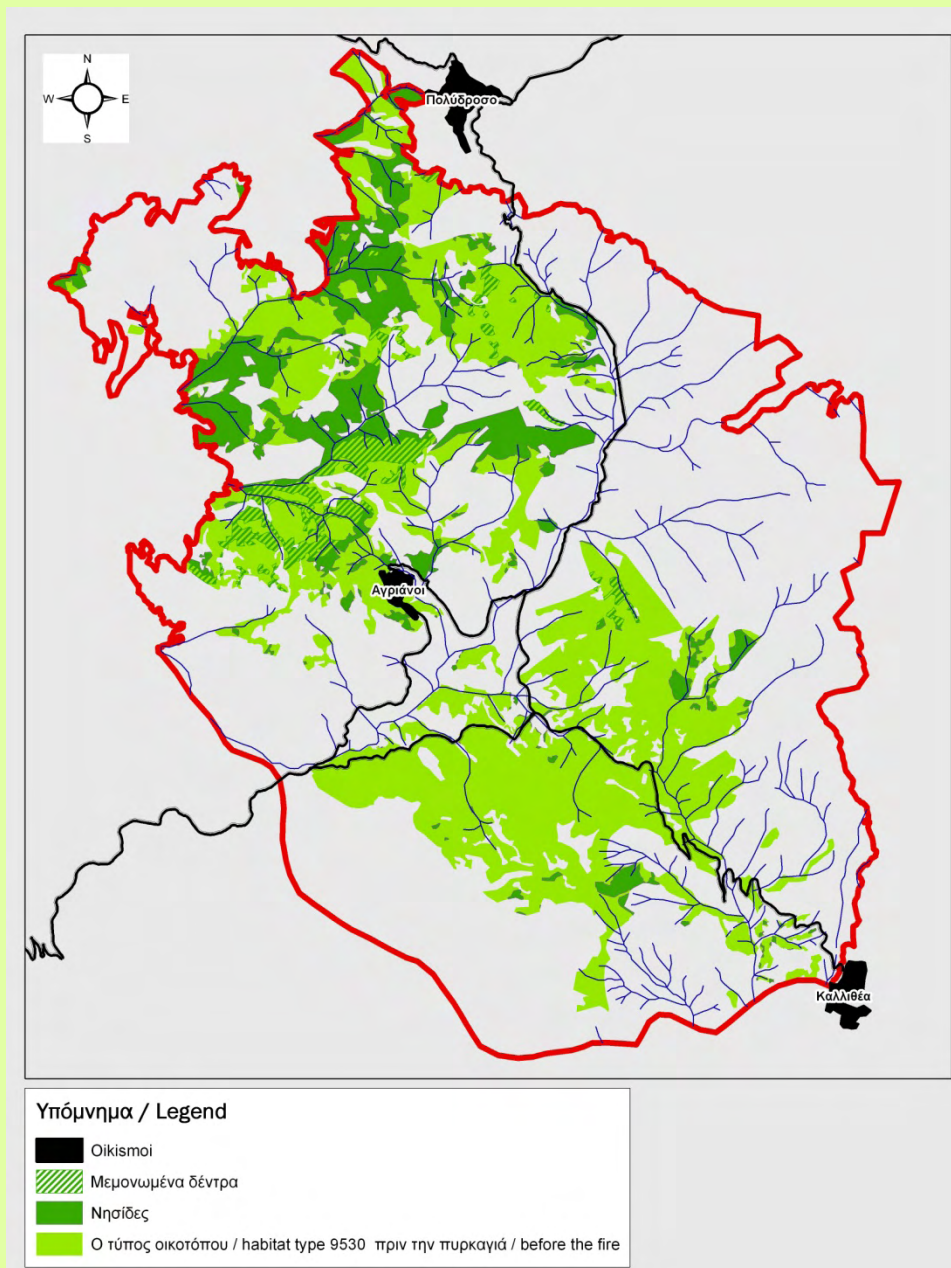 N
W E
S
Πολύδροσο
Αγριάνοί
Καλλιθέα
Υπόμνημα / Legend
Oikismoi
Μεμονωμένα δέντρα
Νησίδες
Ο τύπος οικοτόπου / habitat type 9530 πριν την πυρκαγιά / before the fire